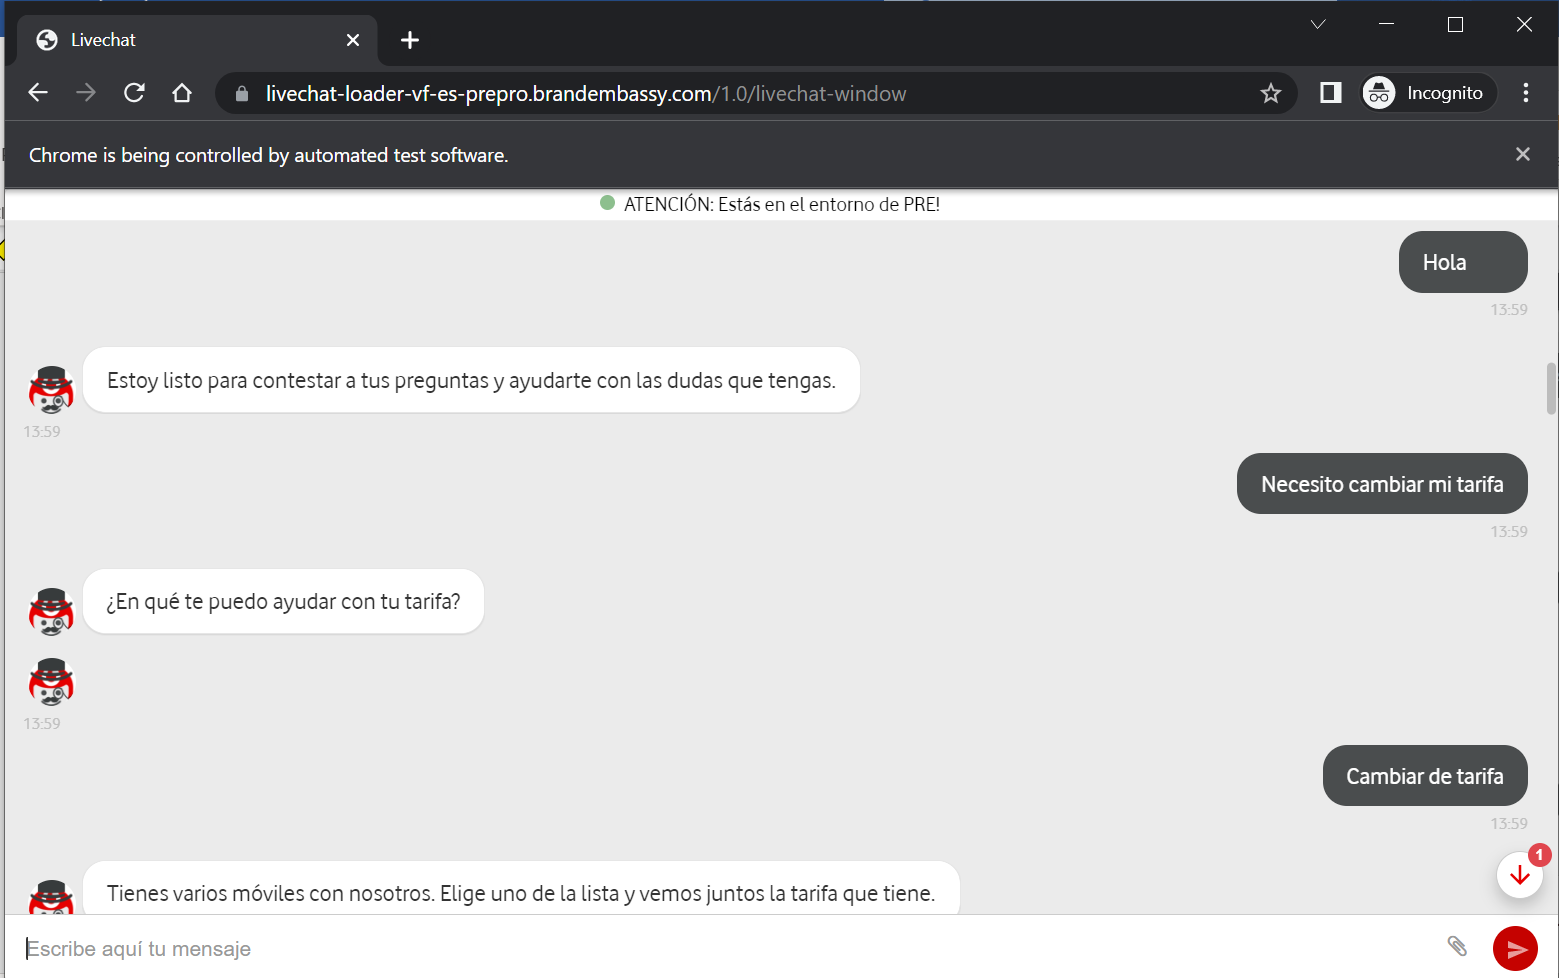 Livechat
livechat-loader-vf-es-prepro.brandembassy.com/1.0/livechat-window
Incognito
Chrome is being controlled by automated test software.
ATENCIÓN: Estás en el entorno de PRE!
Hola
13:59
Estoy listo para contestar a tus preguntas y ayudarte con las dudas que tengas.
13:59
Necesito cambiar mi tarifa
13:59
¿En qué te puedo ayudar con tu tarifa?
13:59
Cambiar de tarifa
13:59
1
Tienes varios móviles con nosotros. Elige uno de la lista y vemos juntos la tarifa que tiene.
Escribe aquí tu mensaje